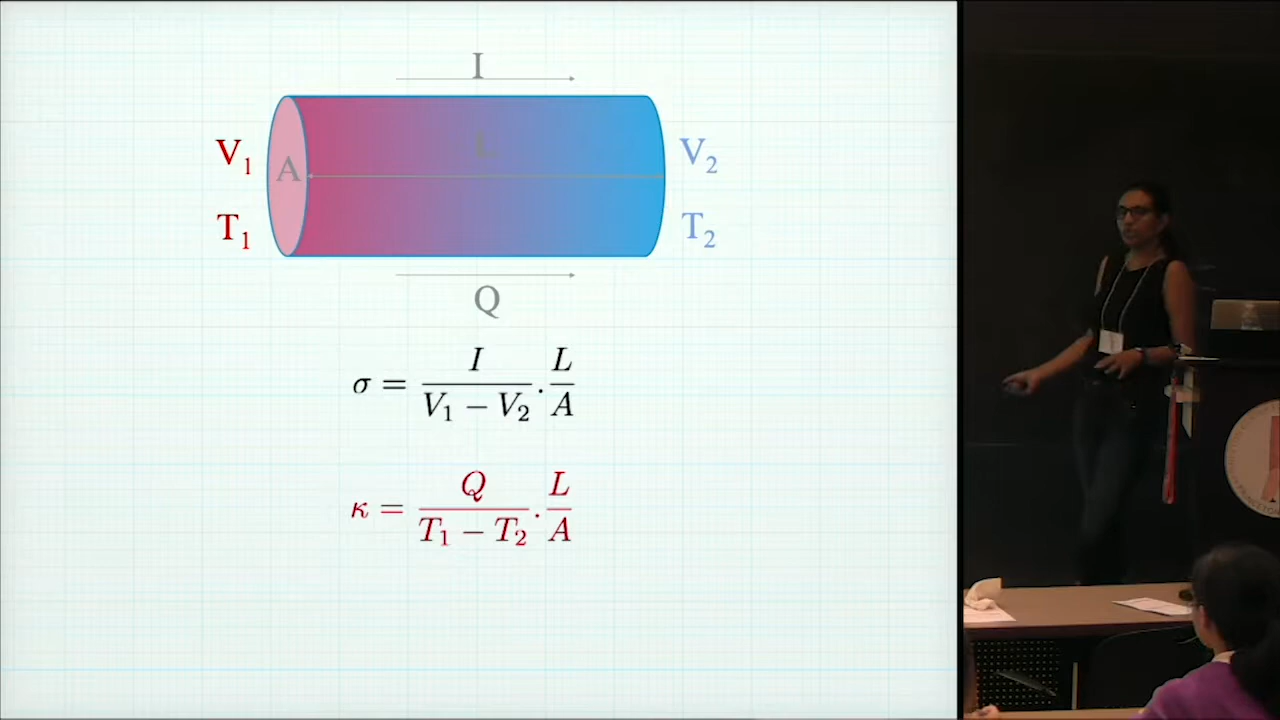 I
V₁ A L V₂
T₁ T₂
Q
σ = I / (V₁ − V₂) . L / A
κ = Q / (T₁ − T₂) . L / A